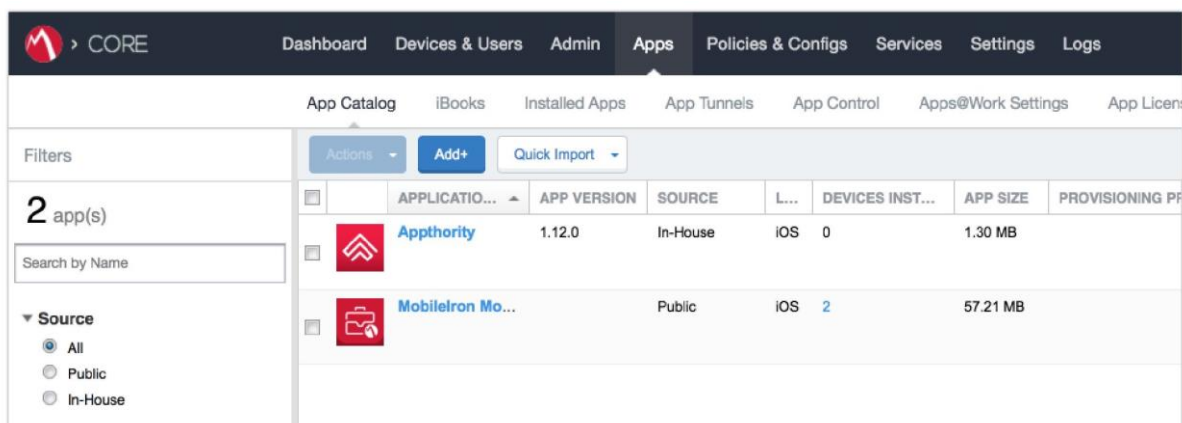 CORE Dashboard Devices & Users Admin Apps Policies & Configs Services Settings Logs
App Catalog iBooks Installed Apps App Tunnels App Control Apps@Work Settings App Licen
Filters Actions Add+ Quick Import
2 app(s) APPLICATIO... APP VERSION SOURCE L... DEVICES INST... APP SIZE PROVISIONING PR
Appthority 1.12.0 In-House iOS 0 1.30 MB
Search by Name
MobileIron Mo... Public iOS 2 57.21 MB
Source
All
Public
In-House